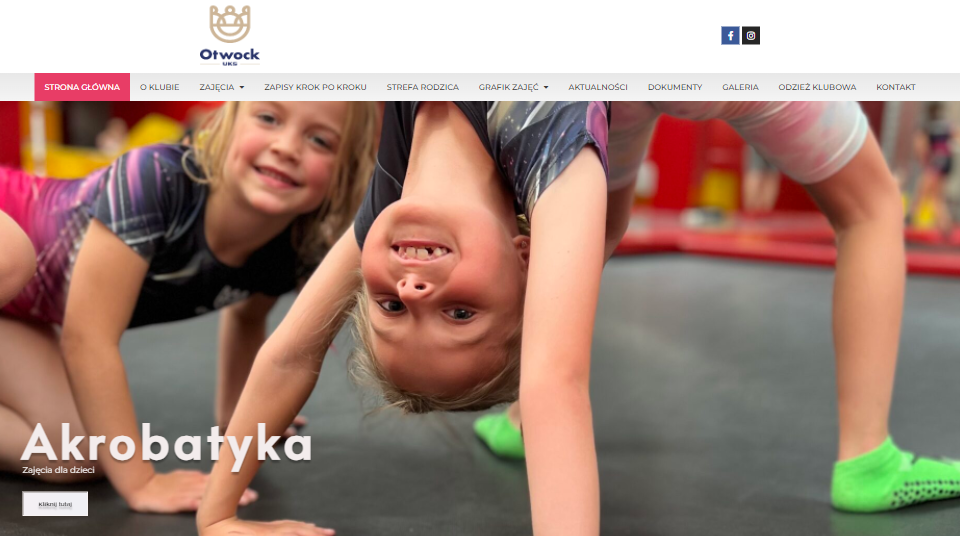 Otwock
UKS
STRONA GŁÓWNA O KLUBIE ZAJĘCIA ZAPISY KROK PO KROKU STREFA RODZICA GRAFIK ZAJĘĆ AKTUALNOŚCI DOKUMENTY GALERIA ODZIEŻ KLUBOWA KONTAKT
Akrobatyka
Zajęcia dla dzieci
Kliknij tutaj